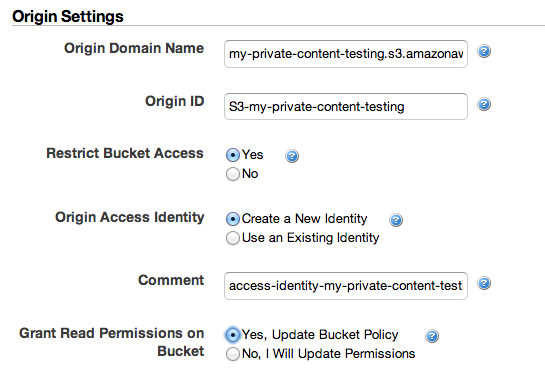 Origin Settings
Origin Domain Name
my-private-content-testing.s3.amazonav
Origin ID
S3-my-private-content-testing
Restrict Bucket Access
Yes
No
Origin Access Identity
Create a New Identity
Use an Existing Identity
Comment
access-identity-my-private-content-test
Grant Read Permissions on
Bucket
Yes, Update Bucket Policy
No, I Will Update Permissions